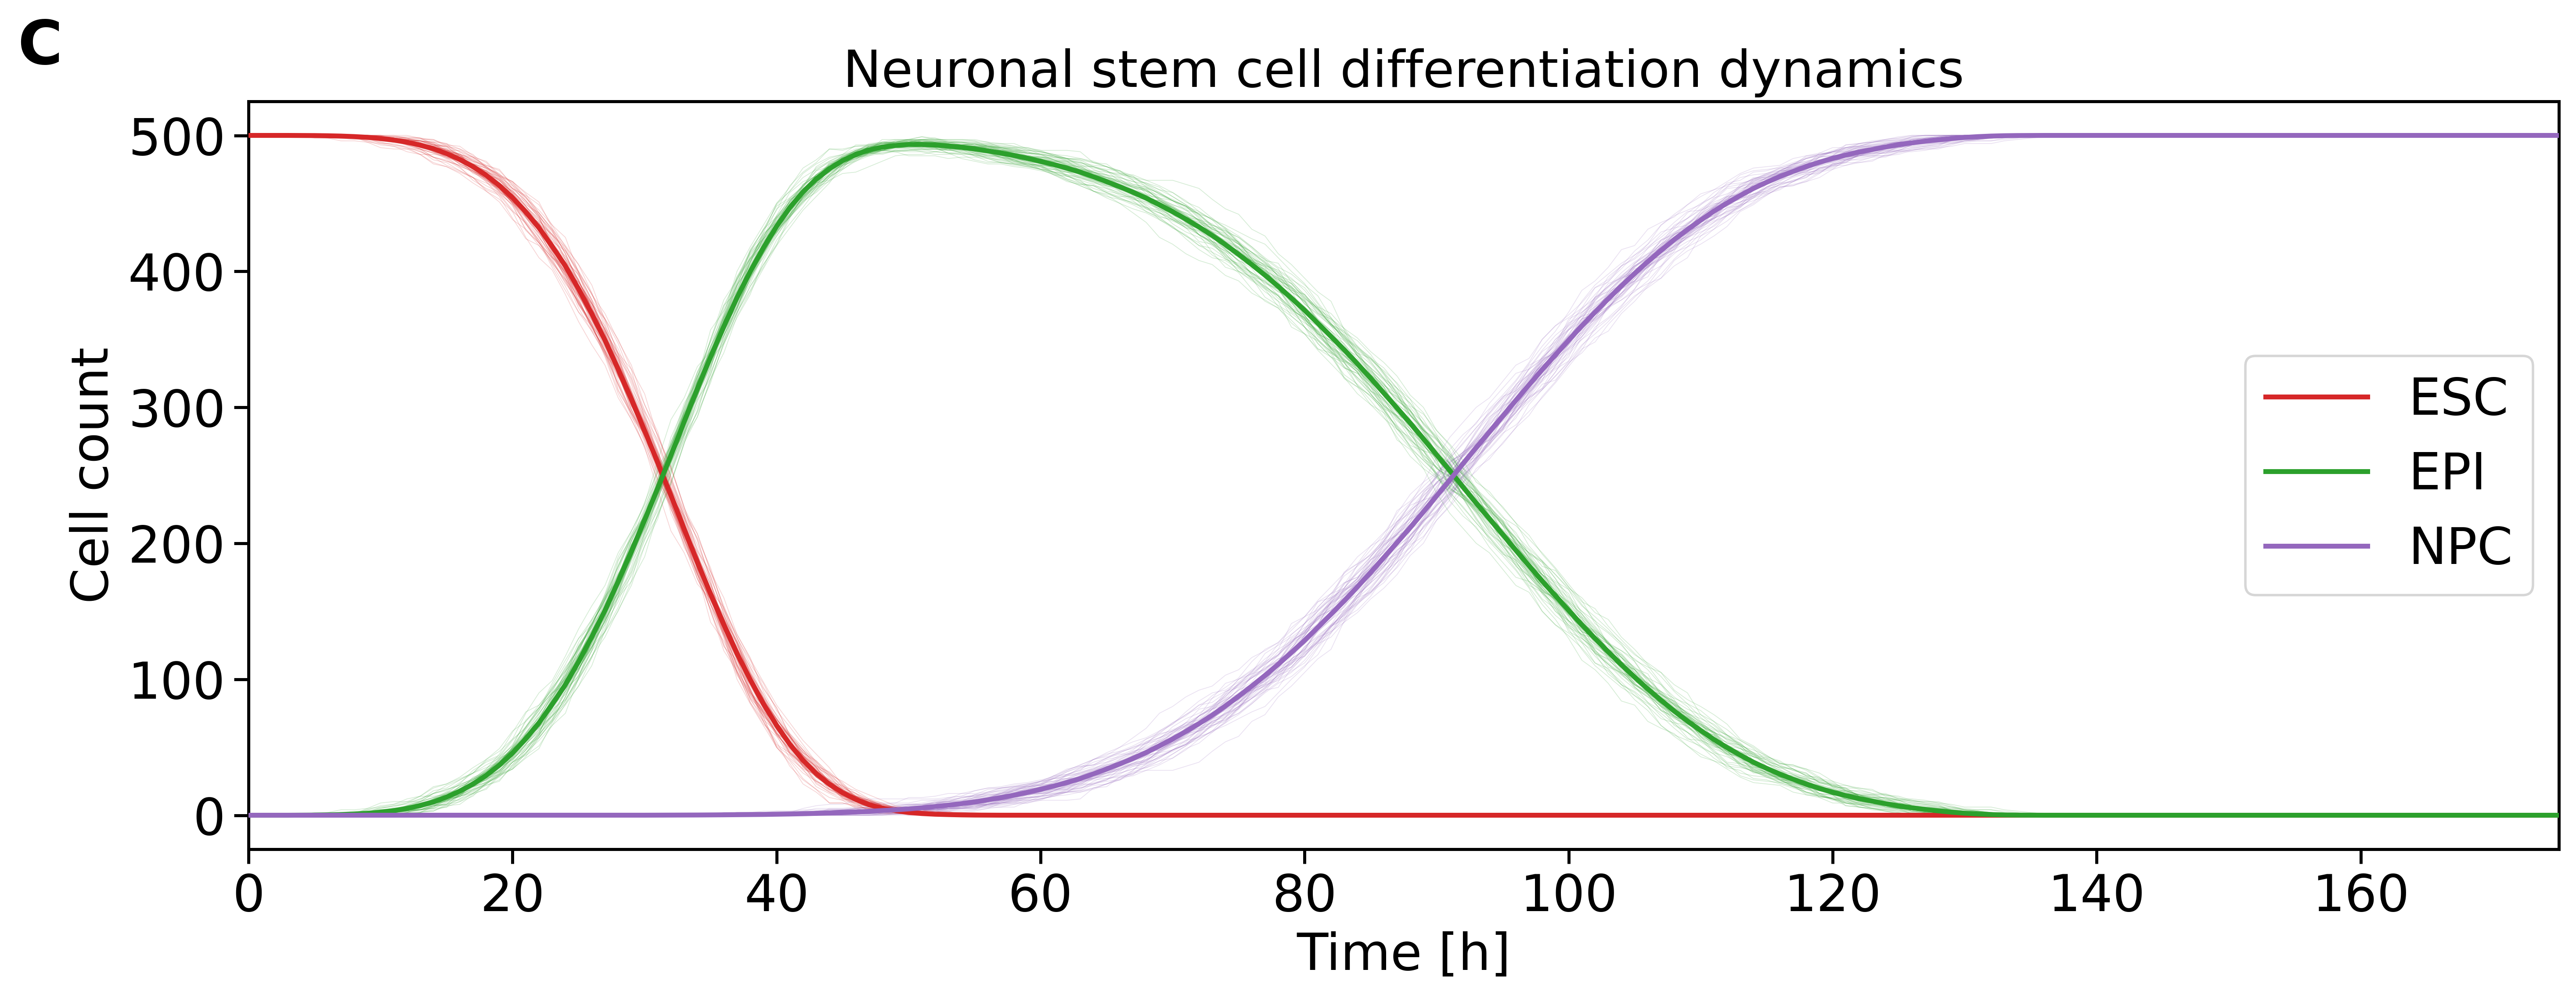 C
Neuronal stem cell differentiation dynamics
500
400
300
200
100
0
Cell count
ESC
EPI
NPC
0 20 40 60 80 100 120 140 160
Time [h]